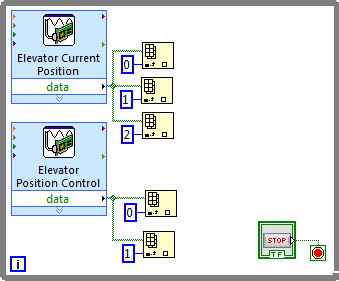 Elevator Current
Position
data
0
1
2
Elevator
Position Control
data
0
1
STOP
TF
i